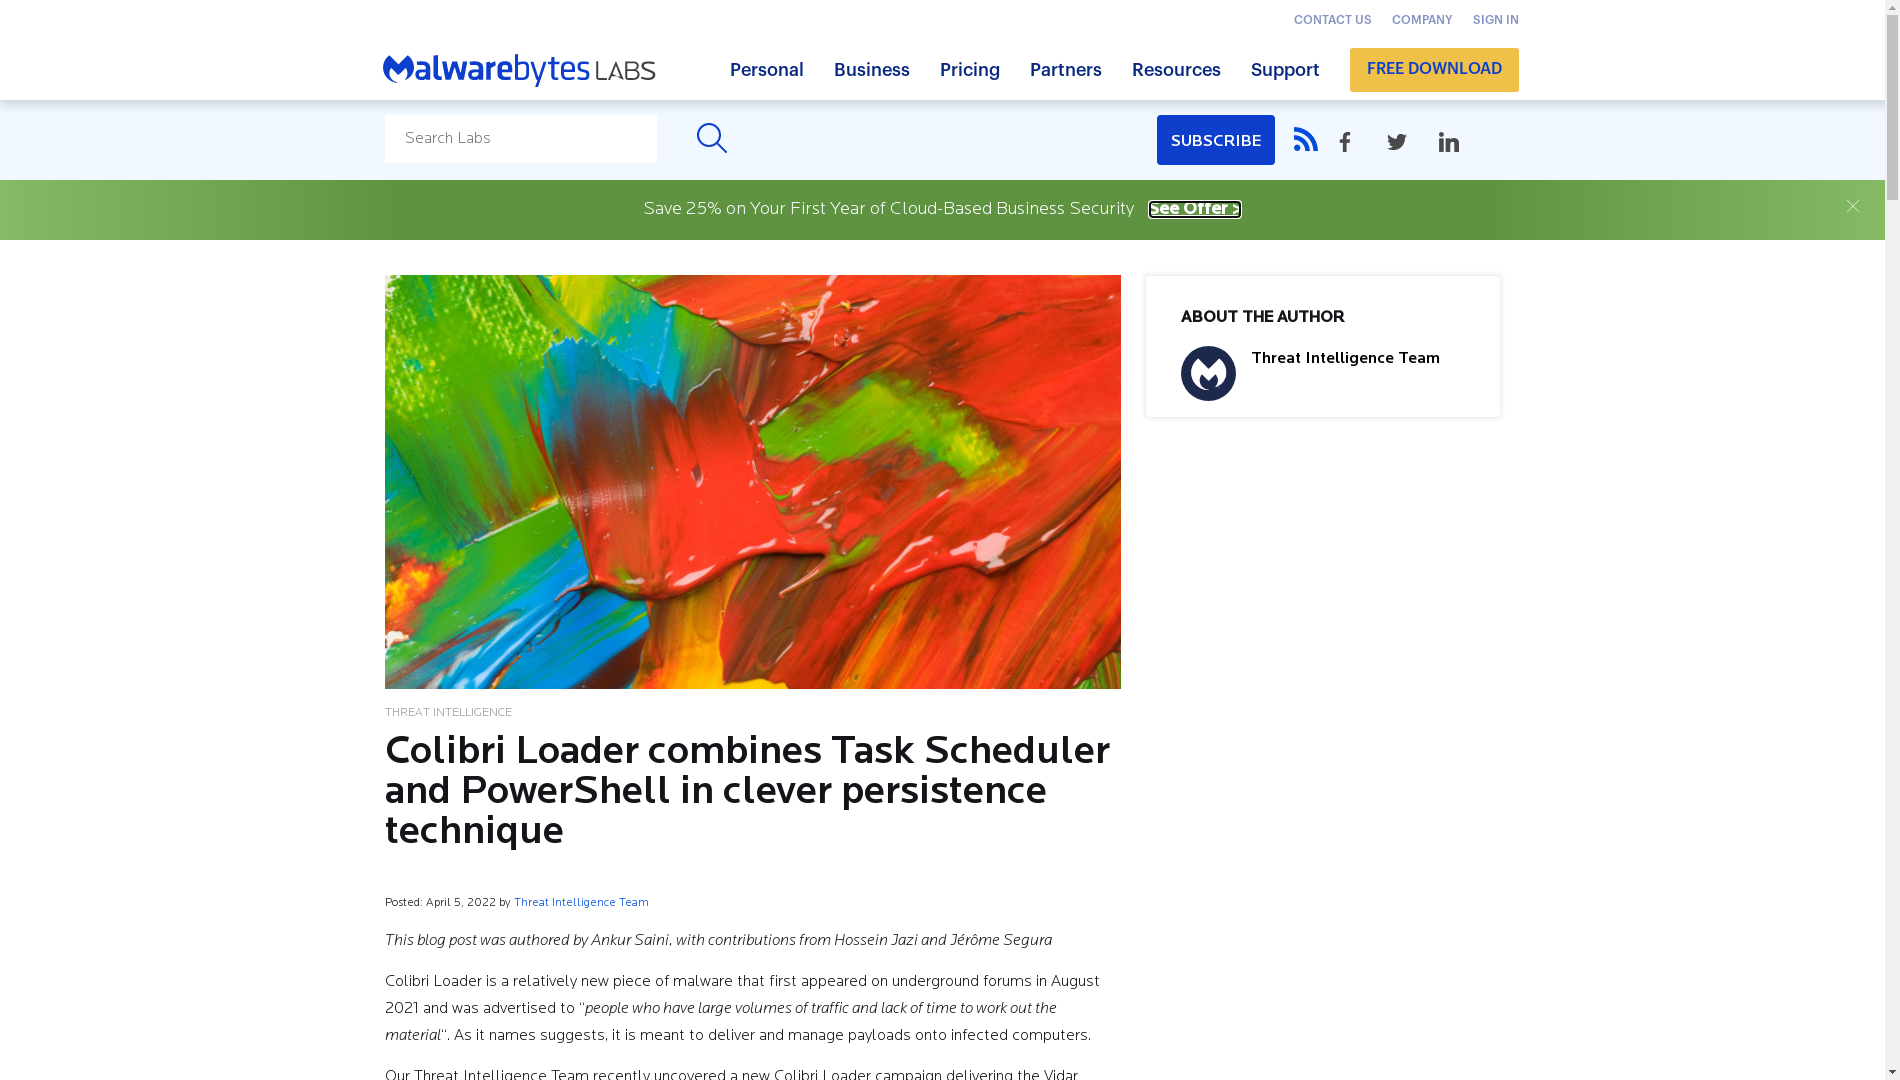 CONTACT US COMPANY SIGN IN
Malwarebytes LABS Personal Business Pricing Partners Resources Support FREE DOWNLOAD
Search Labs SUBSCRIBE
Save 25% on Your First Year of Cloud-Based Business Security See Offer >
ABOUT THE AUTHOR
Threat Intelligence Team
THREAT INTELLIGENCE
Colibri Loader combines Task Scheduler
and PowerShell in clever persistence
technique
Posted: April 5, 2022 by Threat Intelligence Team
This blog post was authored by Ankur Saini, with contributions from Hossein Jazi and Jérôme Segura
Colibri Loader is a relatively new piece of malware that first appeared on underground forums in August
2021 and was advertised to “people who have large volumes of traffic and lack of time to work out the
material“. As it names suggests, it is meant to deliver and manage payloads onto infected computers.
Our Threat Intelligence Team recently uncovered a new Colibri Loader campaign delivering the Vidar